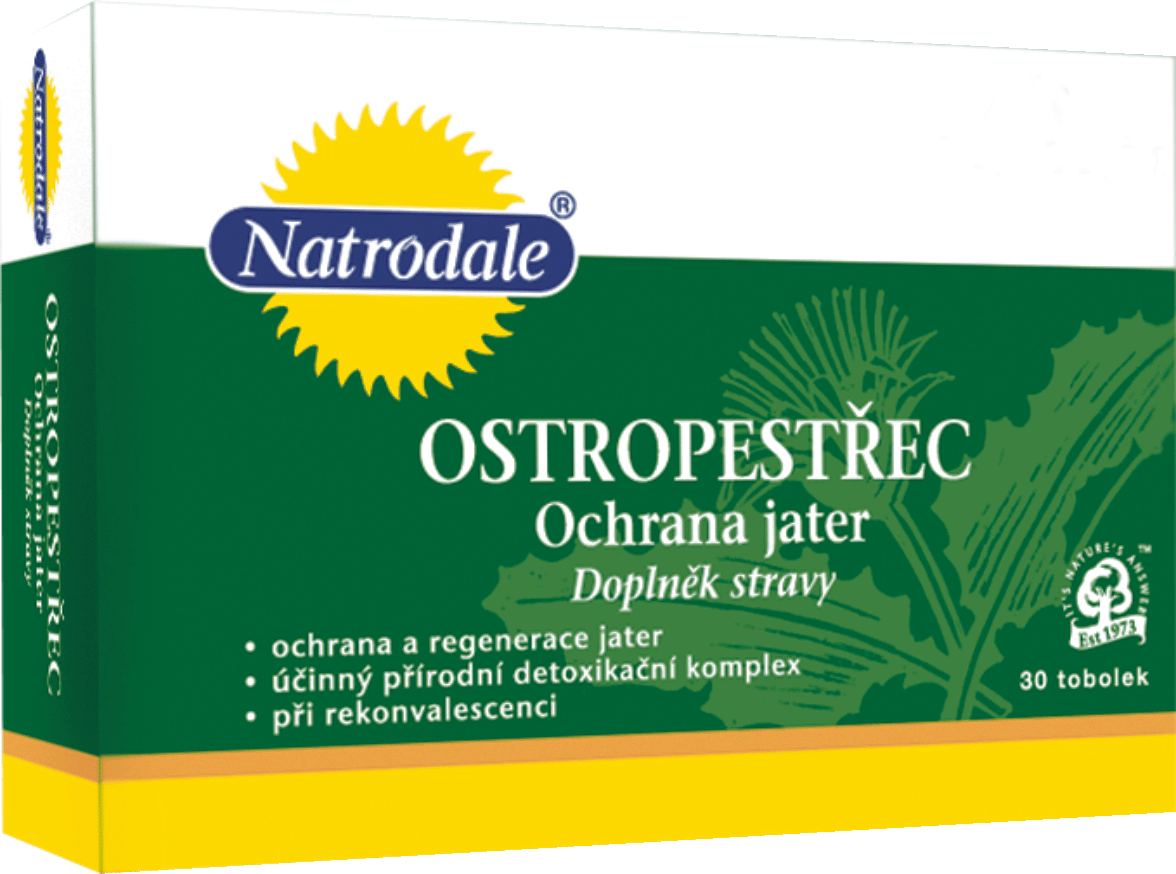 Natrodale®
OSTROPESTŘEC
Ochrana jater
Doplněk stravy
• ochrana a regenerace jater
• účinný přírodní detoxikační komplex
• při rekonvalescenci
IT'S NATURE'S ANSWER ™
Est 1973
30 tobolek
Natrodale®
OSTROPESTŘEC
Ochrana jater
Doplněk stravy